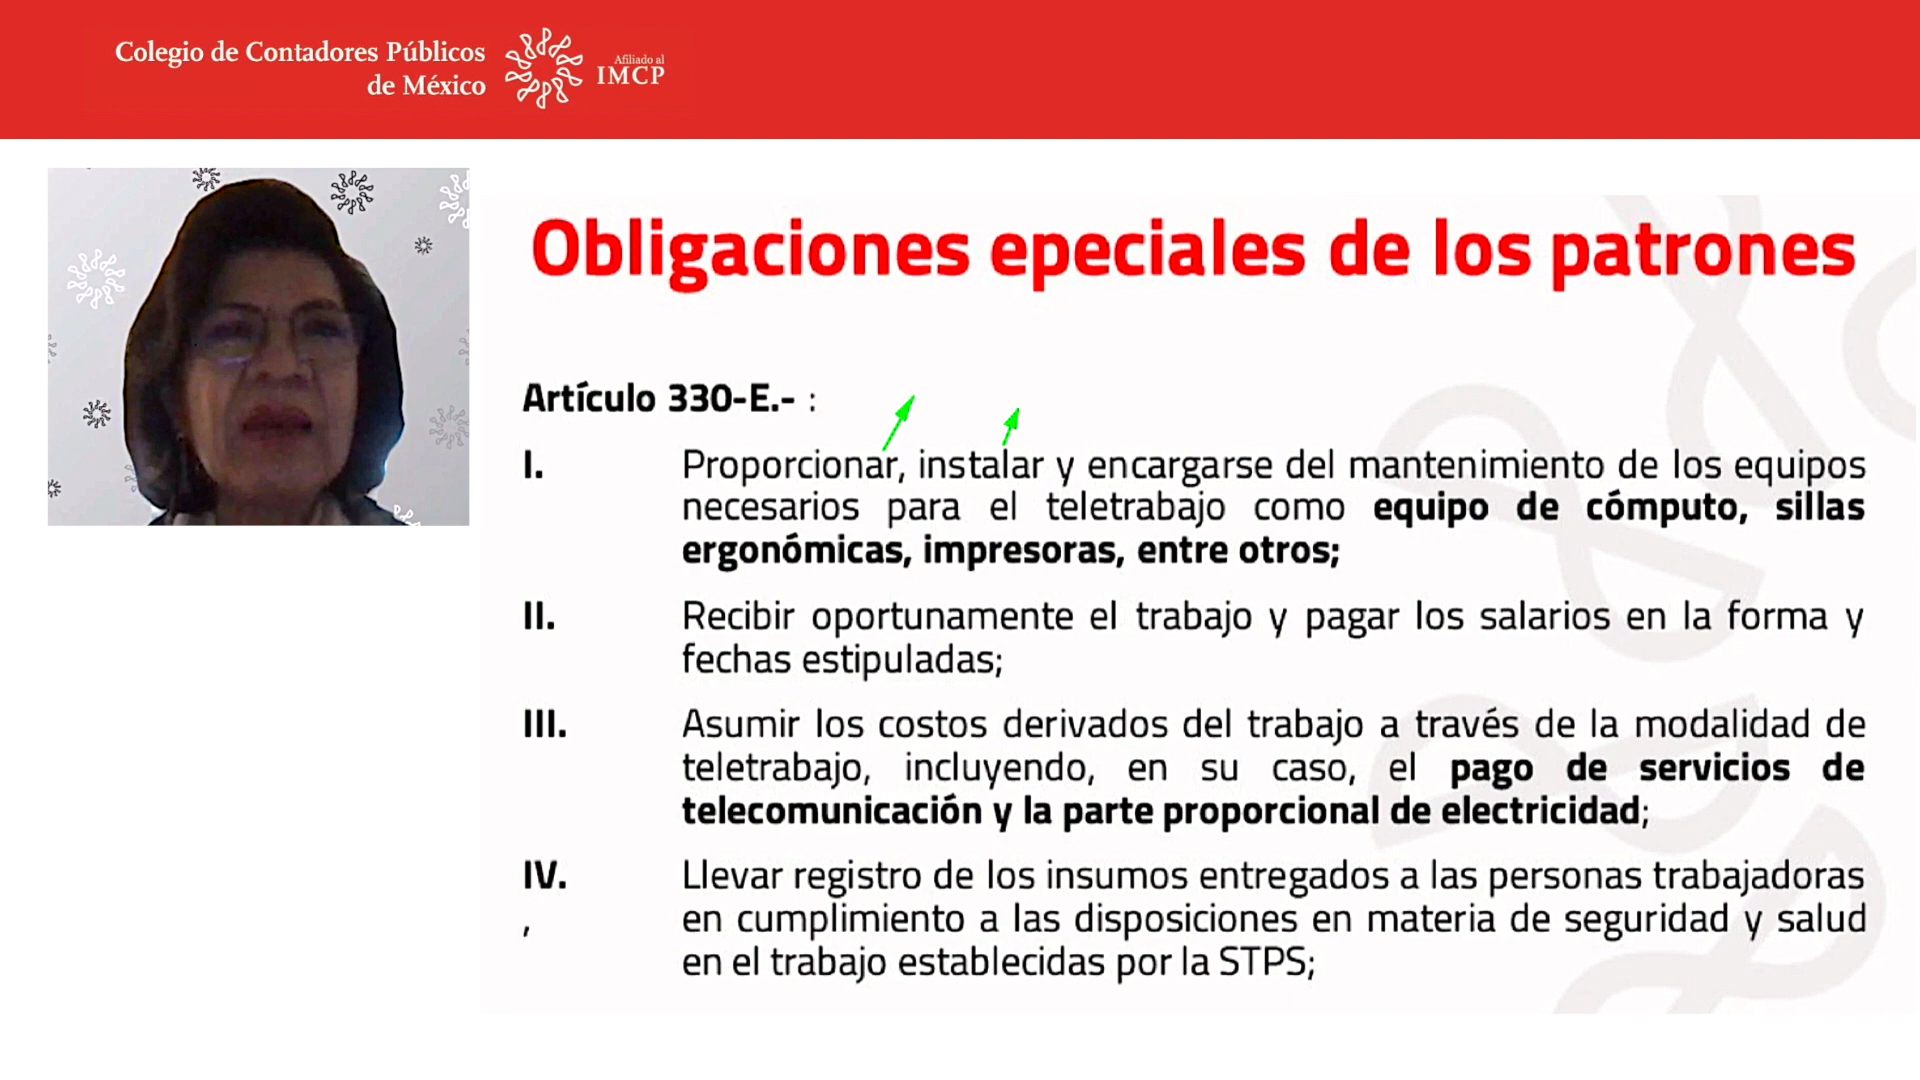 Colegio de Contadores Públicos
de México
Afiliado al
IMCP
Obligaciones epeciales de los patrones
Artículo 330-E.- :
I. Proporcionar, instalar y encargarse del mantenimiento de los equipos
necesarios para el teletrabajo como equipo de cómputo, sillas
ergonómicas, impresoras, entre otros;
II. Recibir oportunamente el trabajo y pagar los salarios en la forma y
fechas estipuladas;
III. Asumir los costos derivados del trabajo a través de la modalidad de
teletrabajo, incluyendo, en su caso, el pago de servicios de
telecomunicación y la parte proporcional de electricidad;
IV. Llevar registro de los insumos entregados a las personas trabajadoras
, en cumplimiento a las disposiciones en materia de seguridad y salud
en el trabajo establecidas por la STPS;